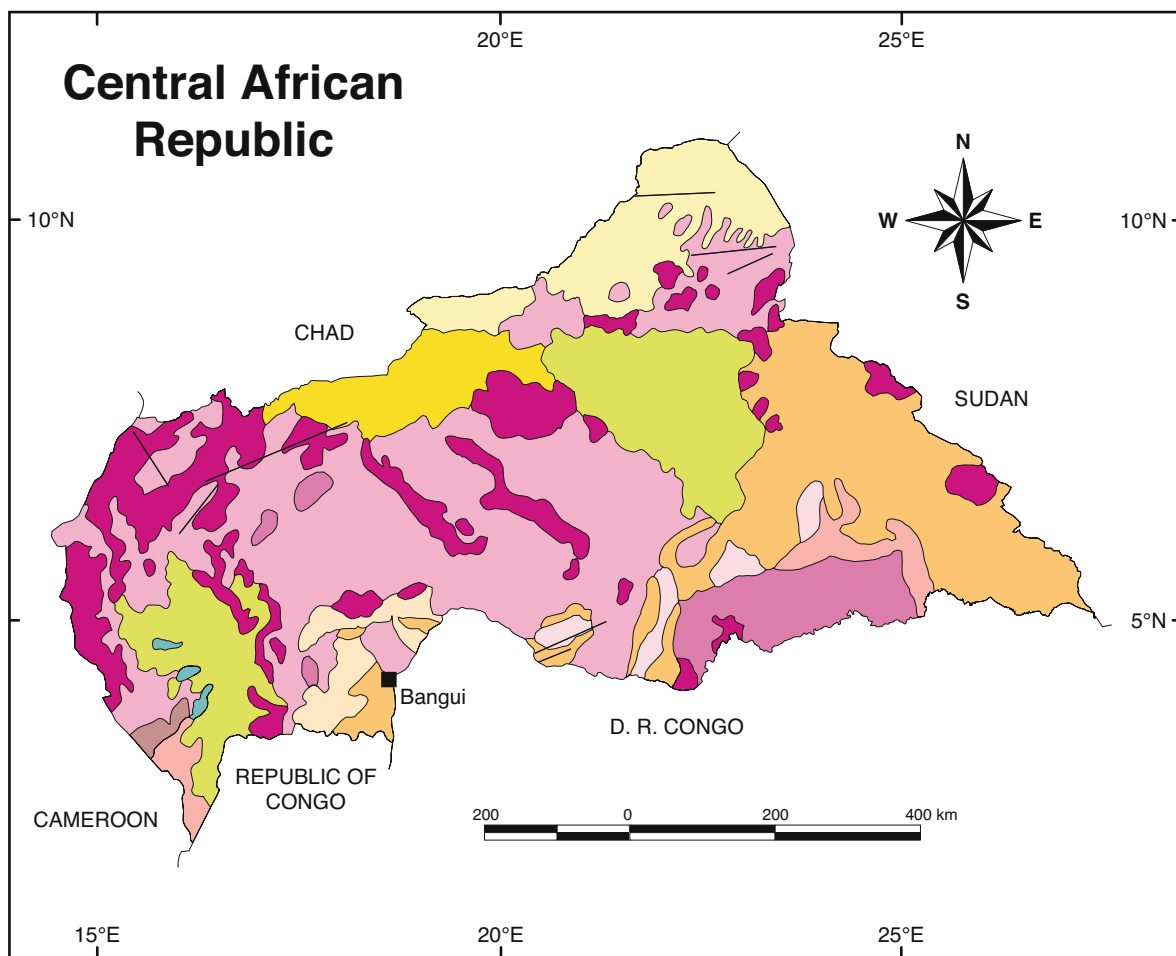 20°E
25°E
Central African
Republic
N
10°N
W
E
10°N
S
CHAD
SUDAN
5°N
Bangui
D. R. CONGO
REPUBLIC OF
CONGO
CAMEROON
200
0
200
400 km
15°E
20°E
25°E